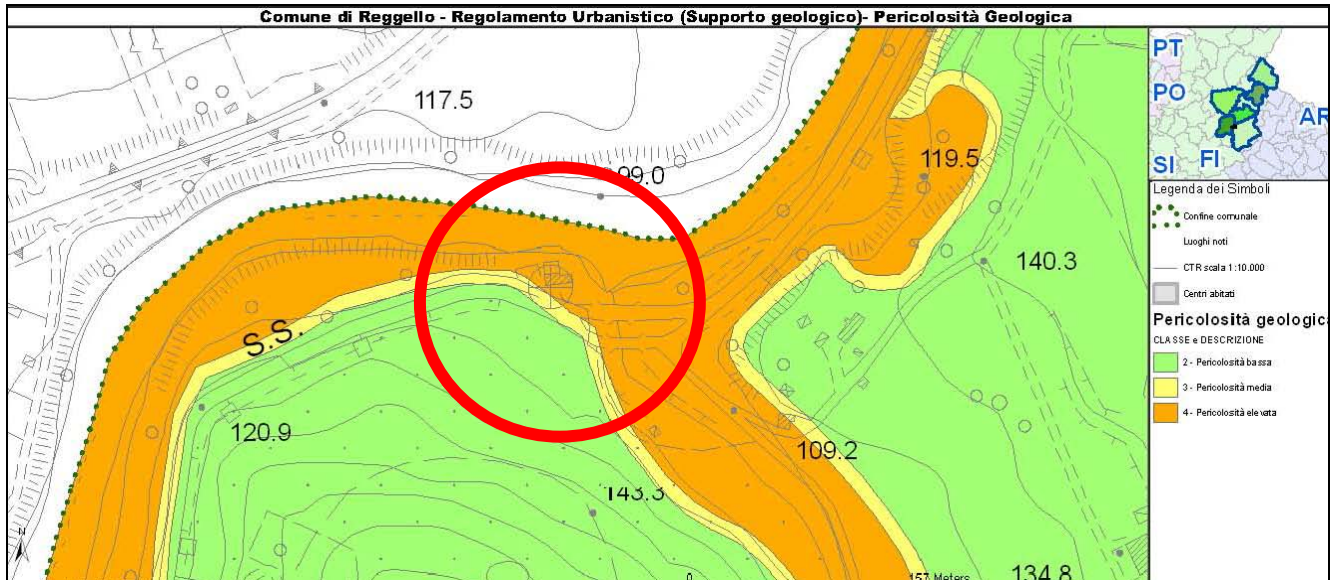 Comune di Reggello - Regolamento Urbanistico (Supporto geologico)- Pericolosità Geologica
117.5
99.0
119.5
140.3
S.S.
120.9
109.2
143.3
157 Meters
0
134.8
N
PT
PO
AR
SI
FI
Legenda dei Simboli
Confine comunale
Luoghi noti
CTR scala 1:10.000
Centri abitati
Pericolosità geologica
CLASSE e DESCRIZIONE
2 - Pericolosità bassa
3 - Pericolosità media
4 - Pericolosità elevata